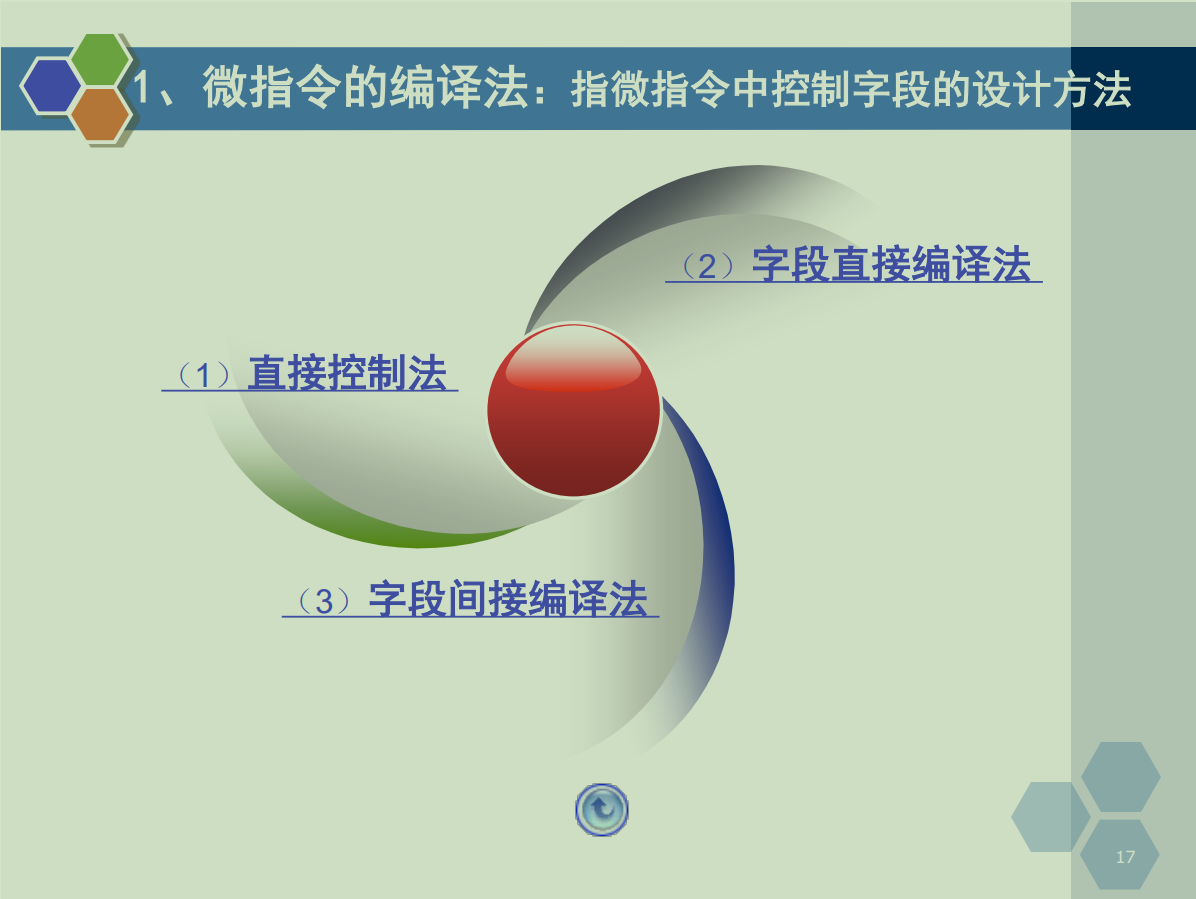 1、微指令的编译法：指微指令中控制字段的设计方法
（2）字段直接编译法
（1）直接控制法
（3）字段间接编译法
17